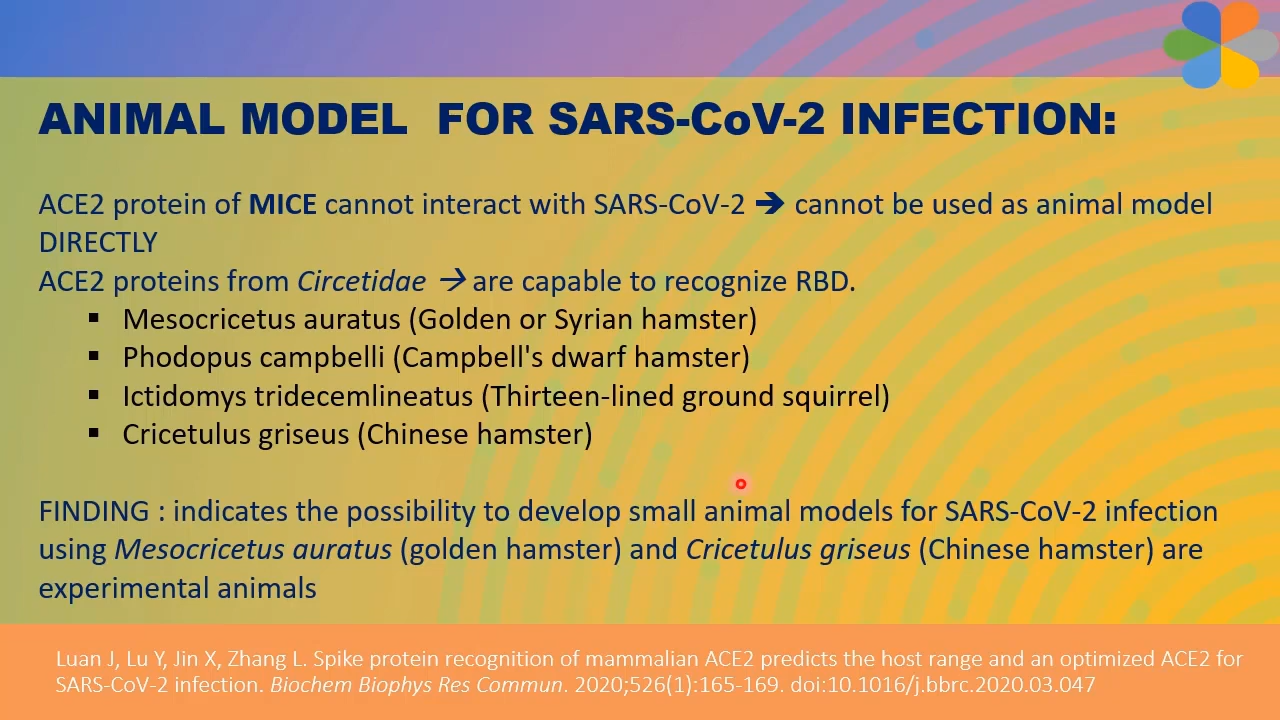 ANIMAL MODEL FOR SARS-CoV-2 INFECTION:
ACE2 protein of MICE cannot interact with SARS-CoV-2 ➔ cannot be used as animal model
DIRECTLY
ACE2 proteins from Circetidae → are capable to recognize RBD.
▪ Mesocricetus auratus (Golden or Syrian hamster)
▪ Phodopus campbelli (Campbell's dwarf hamster)
▪ Ictidomys tridecemlineatus (Thirteen-lined ground squirrel)
▪ Cricetulus griseus (Chinese hamster)
FINDING : indicates the possibility to develop small animal models for SARS-CoV-2 infection
using Mesocricetus auratus (golden hamster) and Cricetulus griseus (Chinese hamster) are
experimental animals
Luan J, Lu Y, Jin X, Zhang L. Spike protein recognition of mammalian ACE2 predicts the host range and an optimized ACE2 for
SARS-CoV-2 infection. Biochem Biophys Res Commun. 2020;526(1):165-169. doi:10.1016/j.bbrc.2020.03.047